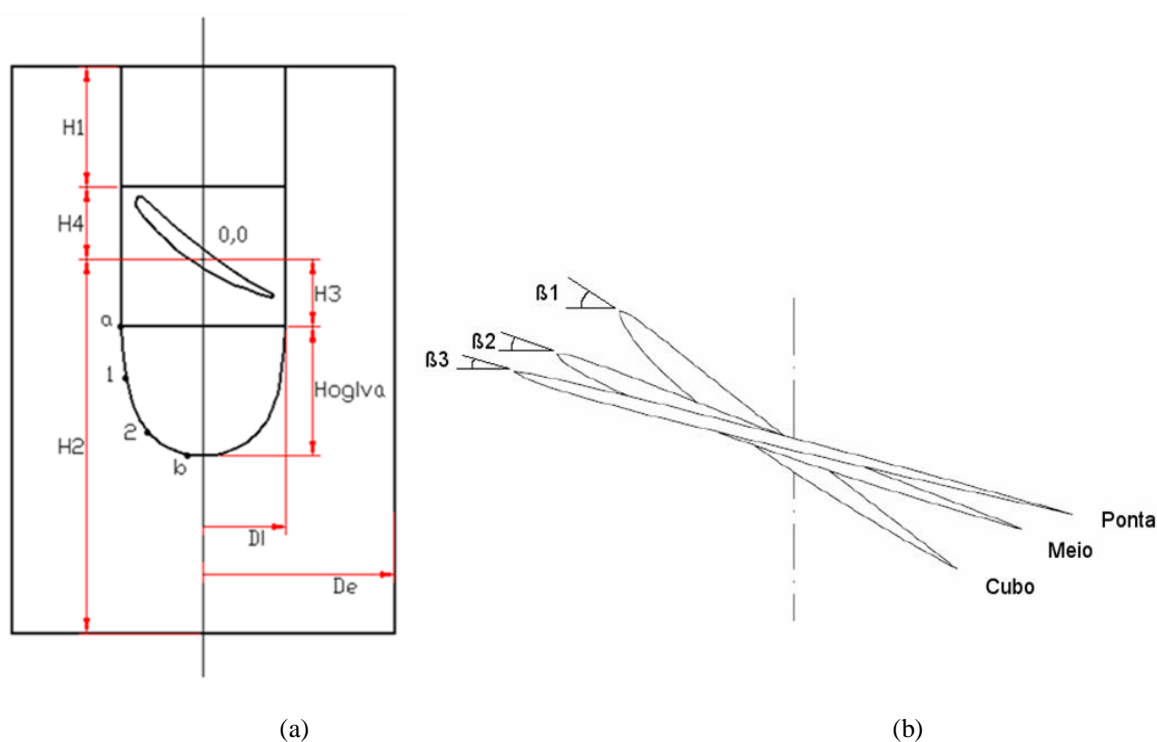 H1
H4
0,0
H3
a
1
Hogiva
2
H2
b
Di
De
(a)
ß1
ß2
ß3
Ponta
Meio
Cubo
(b)